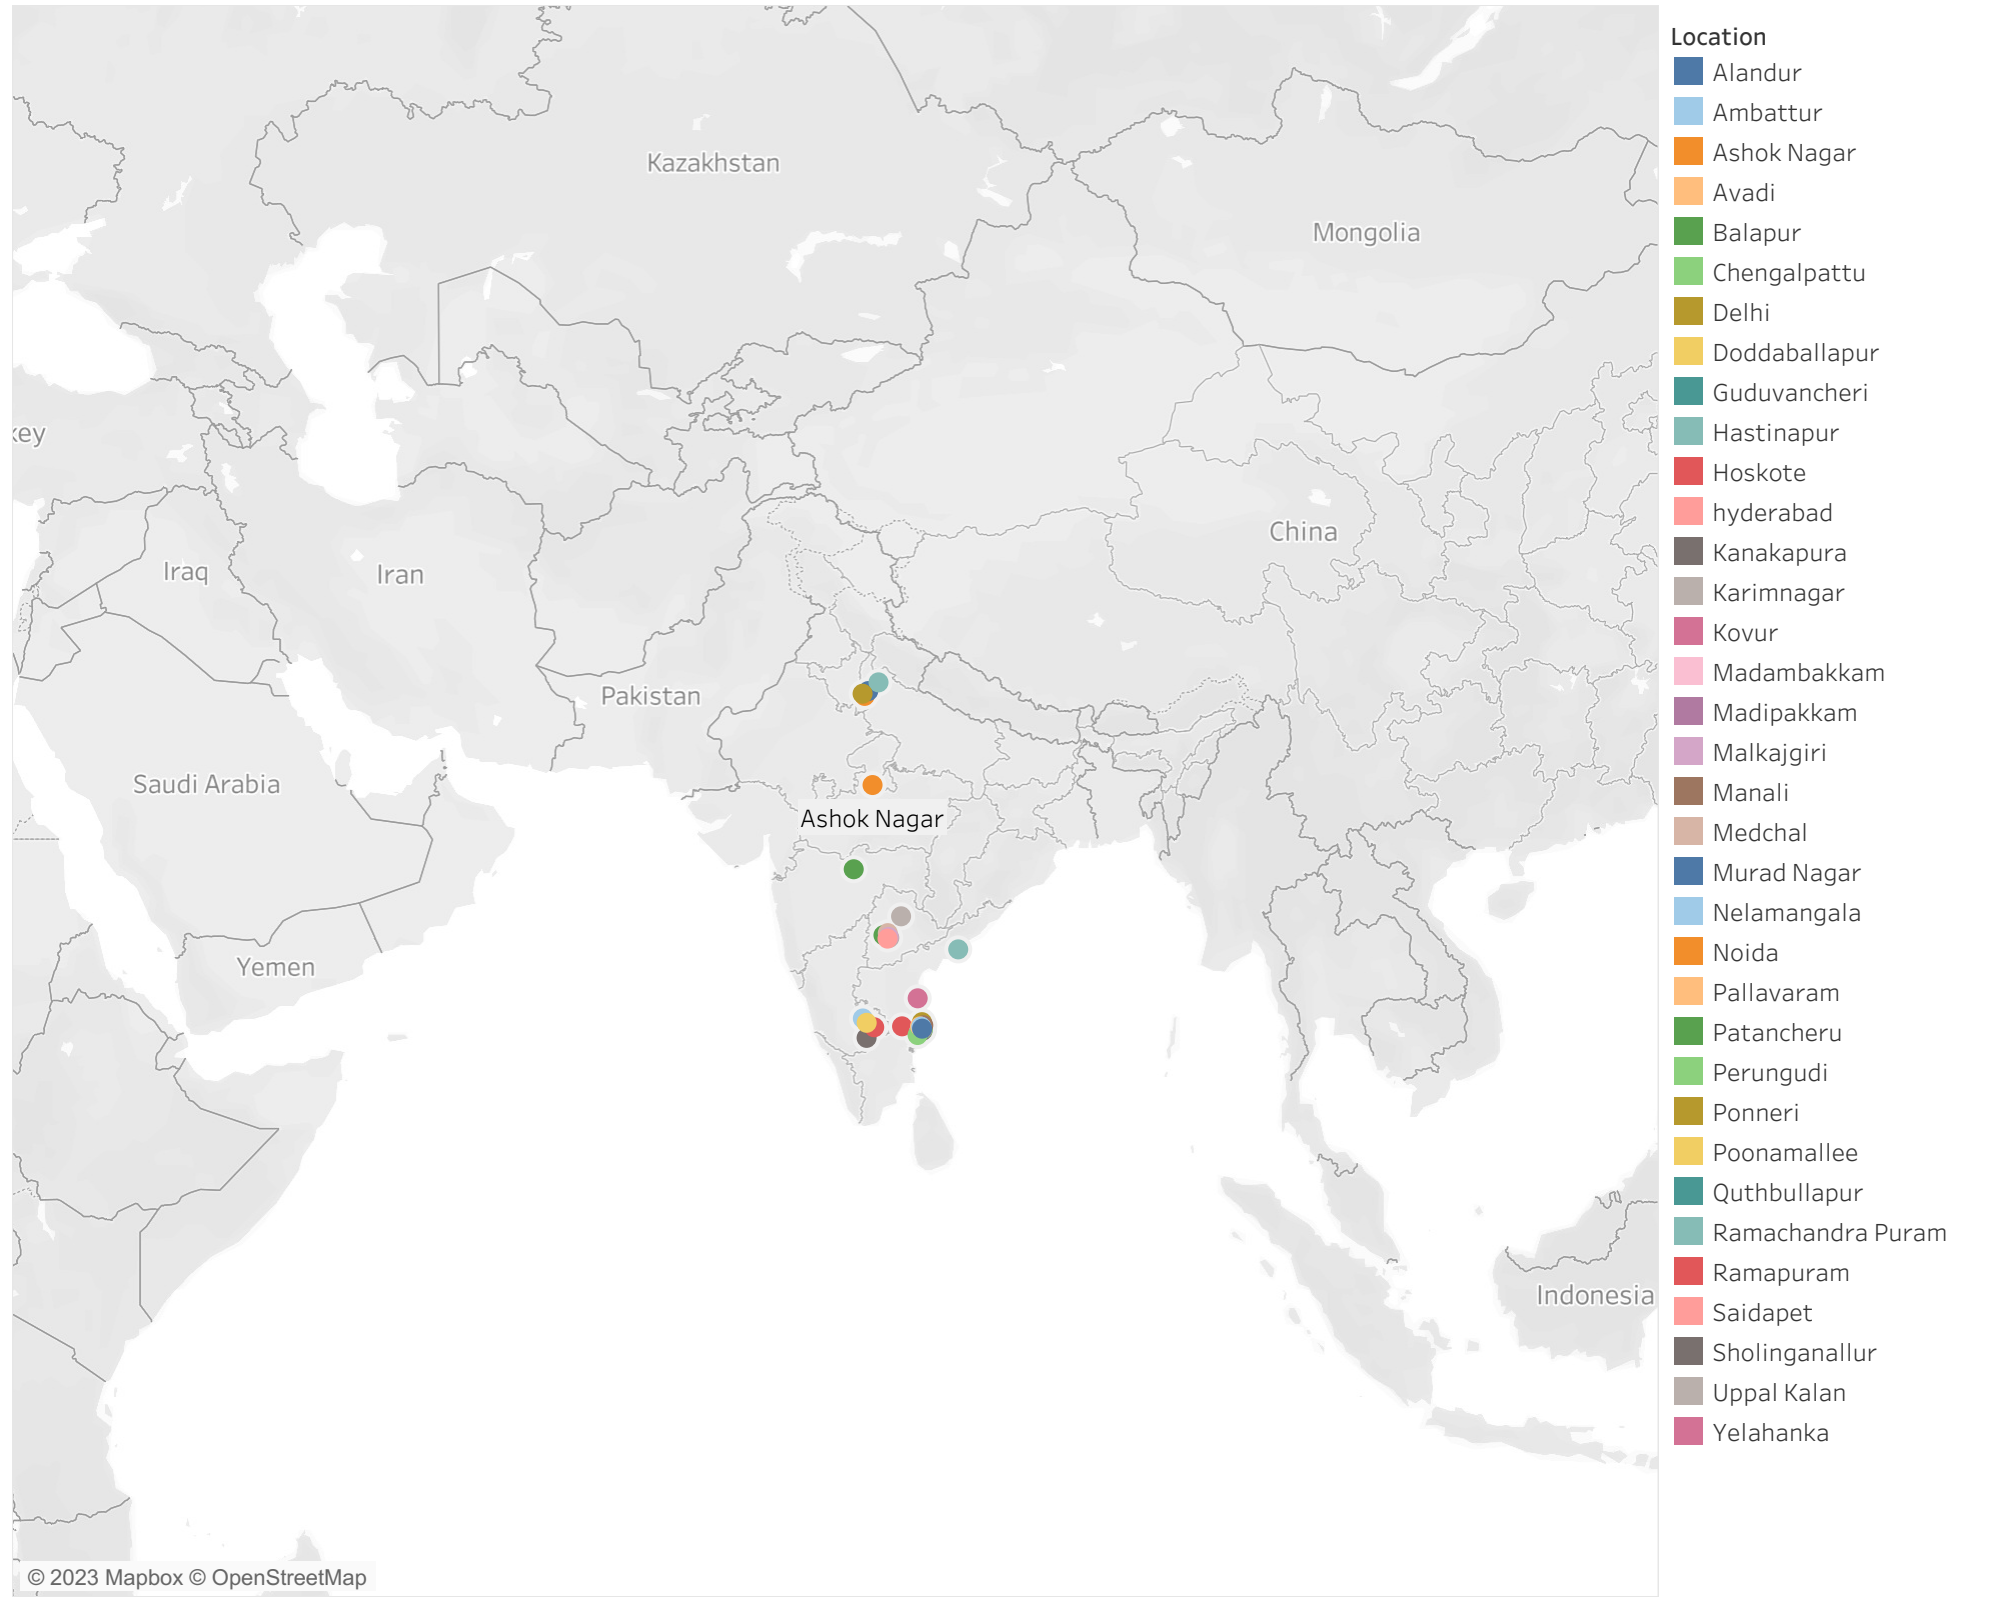 Kazakhstan
Mongolia
key
China
Iraq
Iran
Pakistan
Saudi Arabia
Ashok Nagar
Yemen
Indonesia
© 2023 Mapbox © OpenStreetMap
Location
Alandur
Ambattur
Ashok Nagar
Avadi
Balapur
Chengalpattu
Delhi
Doddaballapur
Guduvancheri
Hastinapur
Hoskote
hyderabad
Kanakapura
Karimnagar
Kovur
Madambakkam
Madipakkam
Malkajgiri
Manali
Medchal
Murad Nagar
Nelamangala
Noida
Pallavaram
Patancheru
Perungudi
Ponneri
Poonamallee
Quthbullapur
Ramachandra Puram
Ramapuram
Saidapet
Sholinganallur
Uppal Kalan
Yelahanka